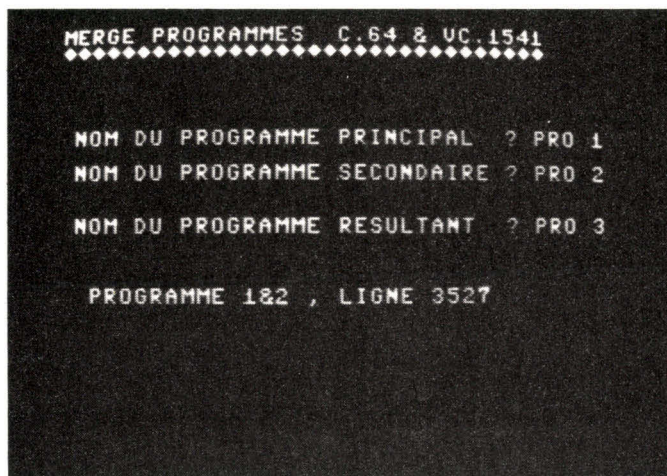 MERGE PROGRAMMES C.64 & VC.1541
NOM DU PROGRAMME PRINCIPAL ? PRO 1
NOM DU PROGRAMME SECONDAIRE ? PRO 2
NOM DU PROGRAMME RESULTANT ? PRO 3
PROGRAMME 1&2 , LIGNE 3527